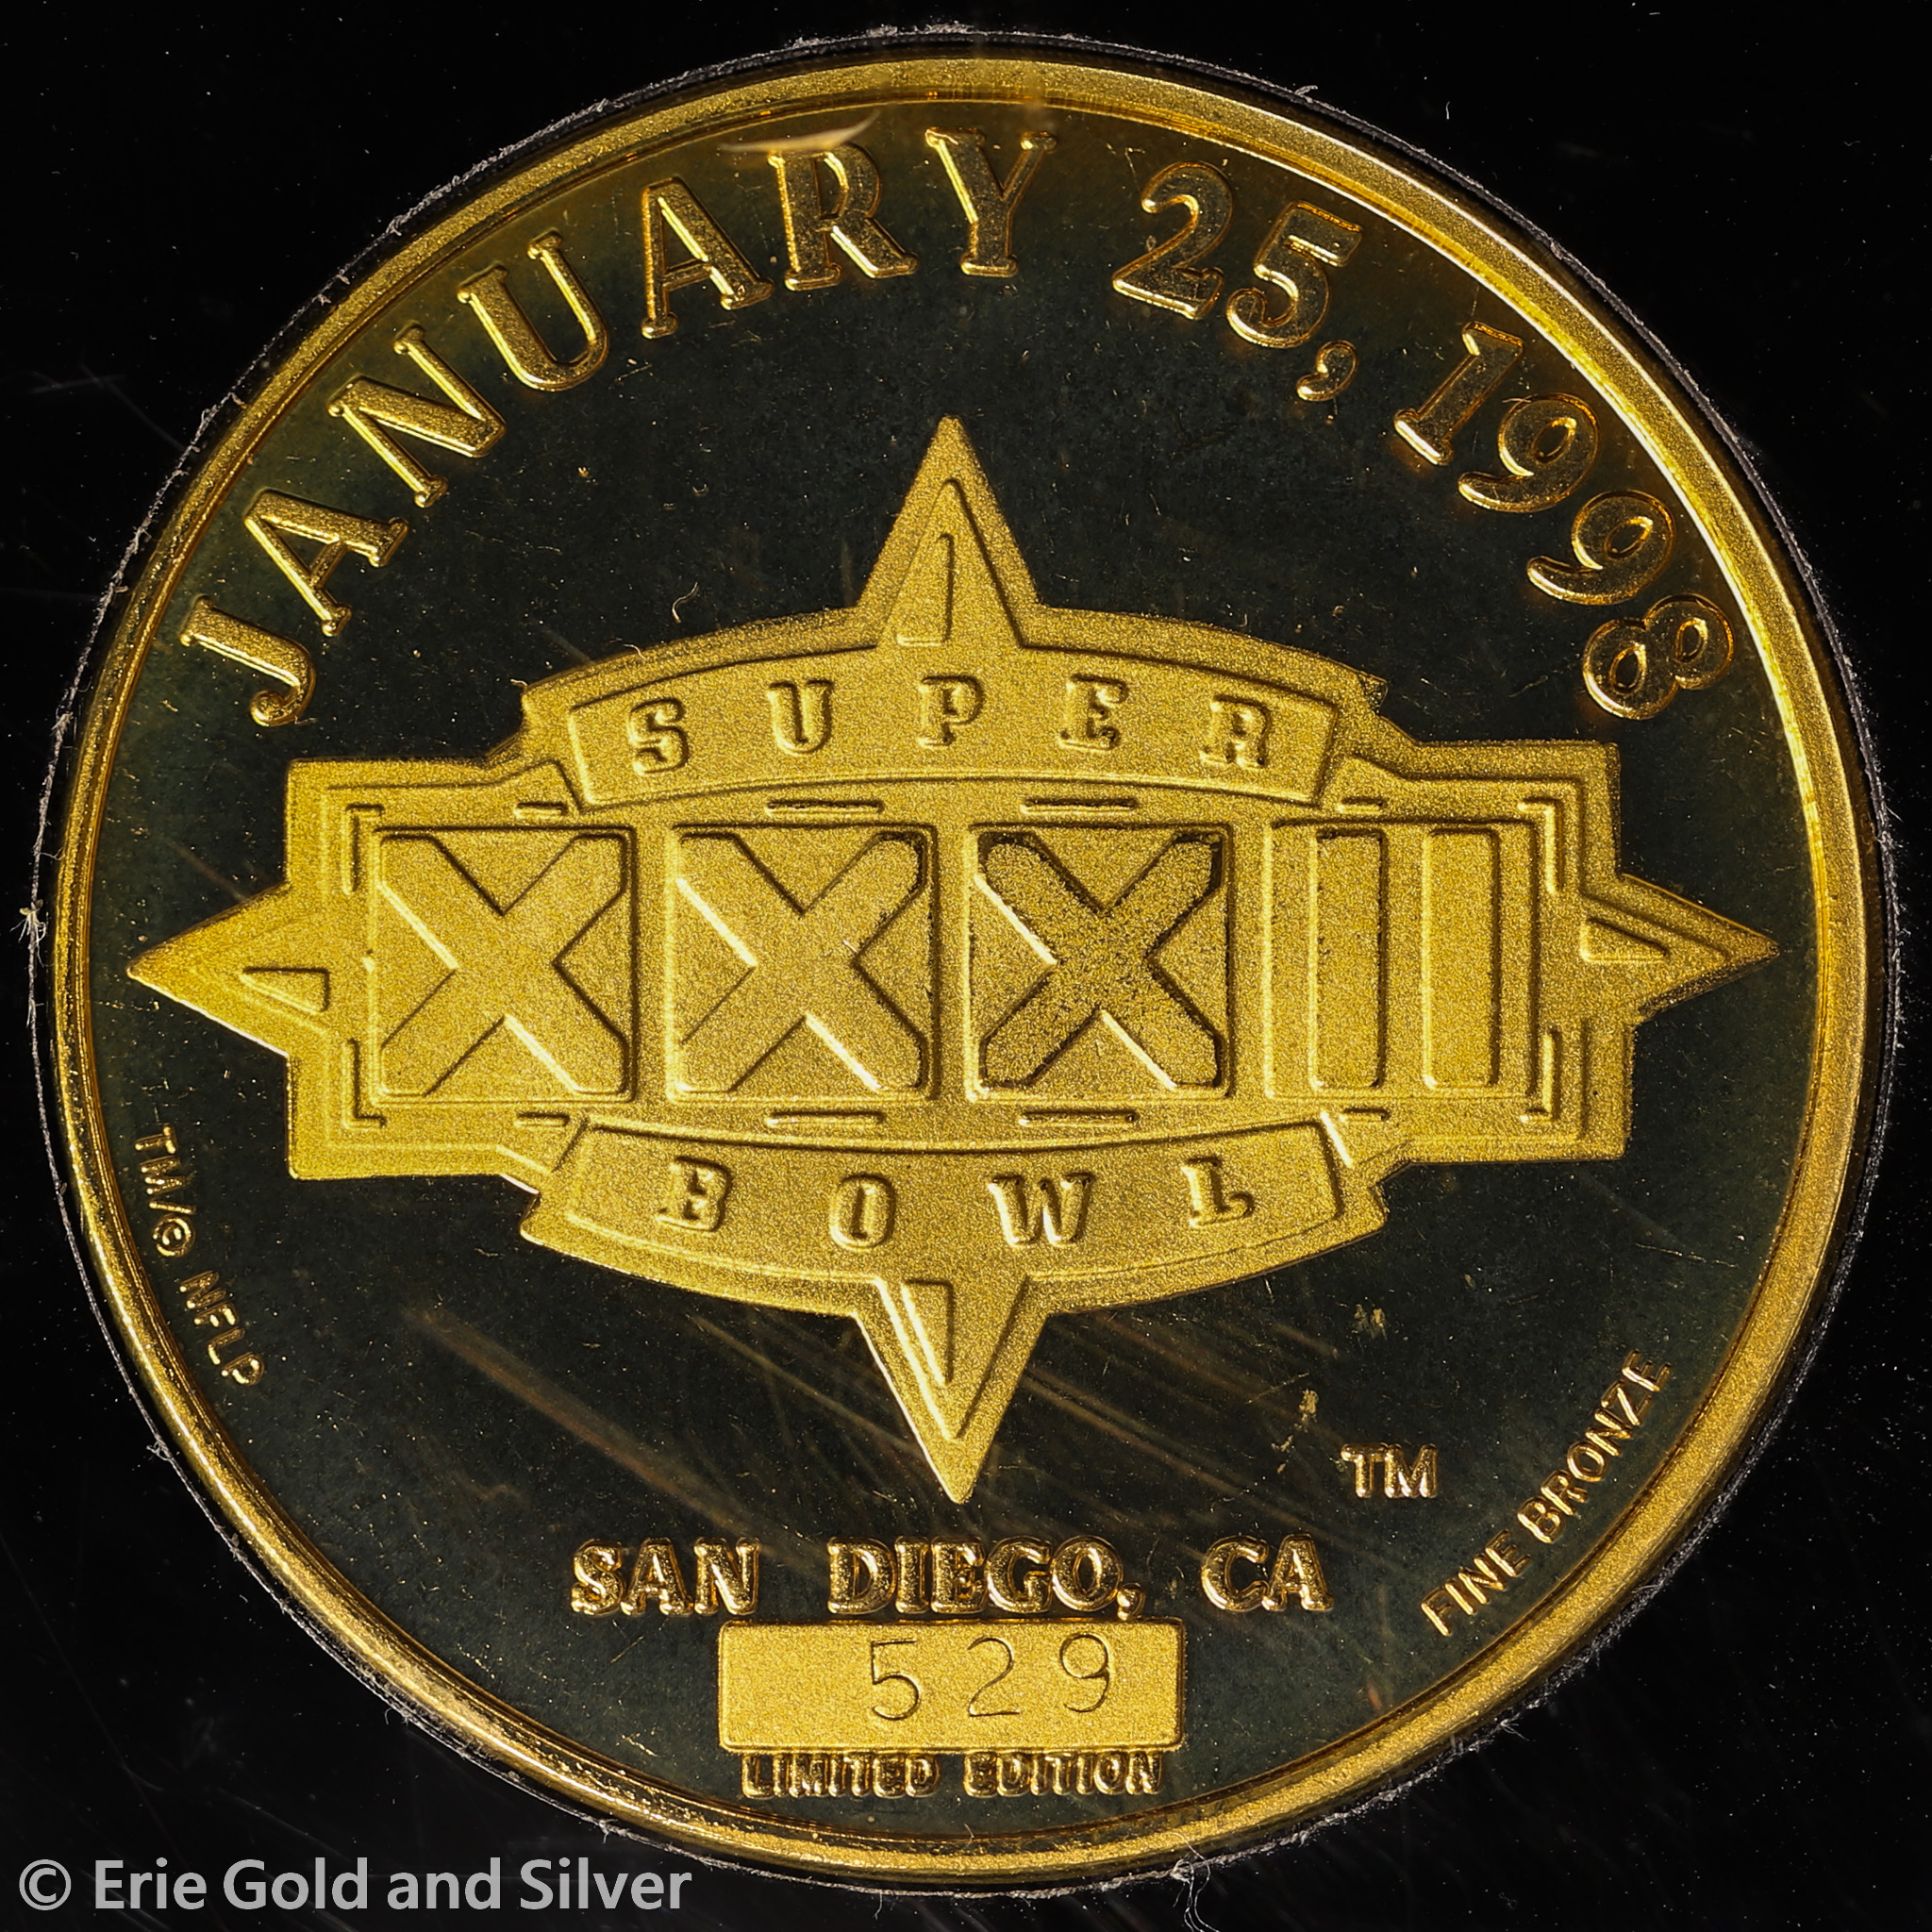 JANUARY 25, 1998
SUPER
XXXII
BOWL
TM/© NFLP
TM
FINE BRONZE
SAN DIEGO, CA
529
LIMITED EDITION
© Erie Gold and Silver